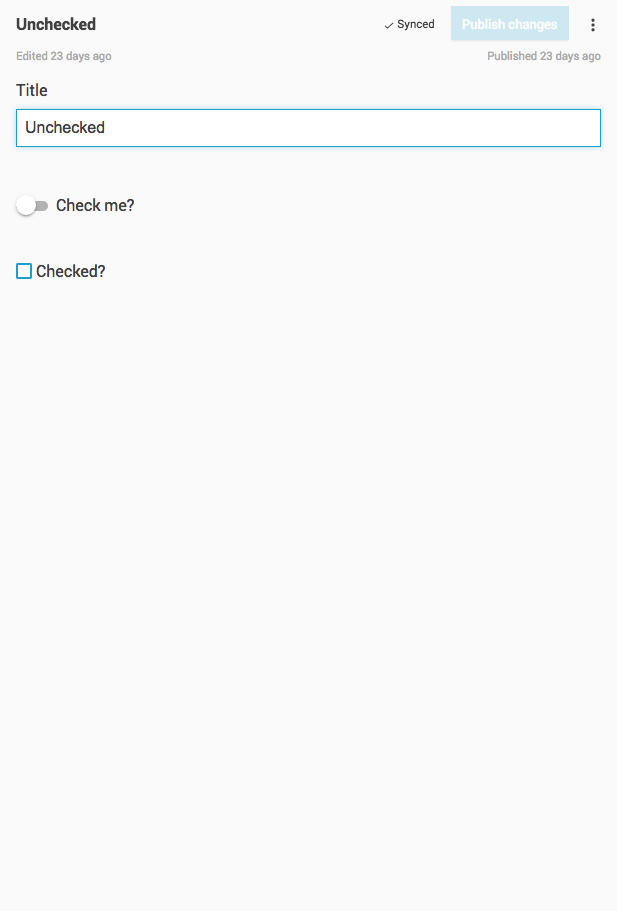 Unchecked
Synced
Publish changes
Edited 23 days ago
Published 23 days ago
Title
Unchecked
Check me?
Checked?